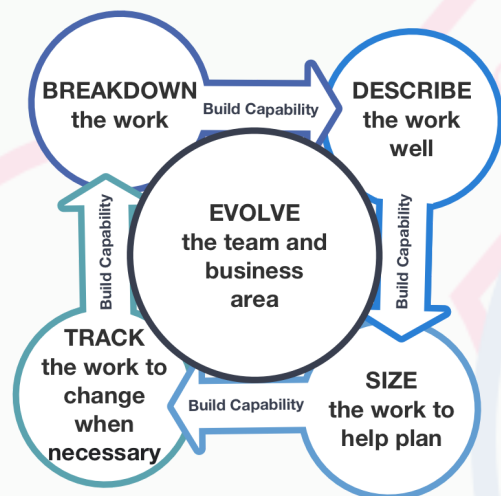 BREAKDOWN
the work
Build Capability
DESCRIBE
the work
well
Build Capability
EVOLVE
the team and
business
area
Build Capability
SIZE
the work to
help plan
Build Capability
TRACK
the work to
change
when
necessary